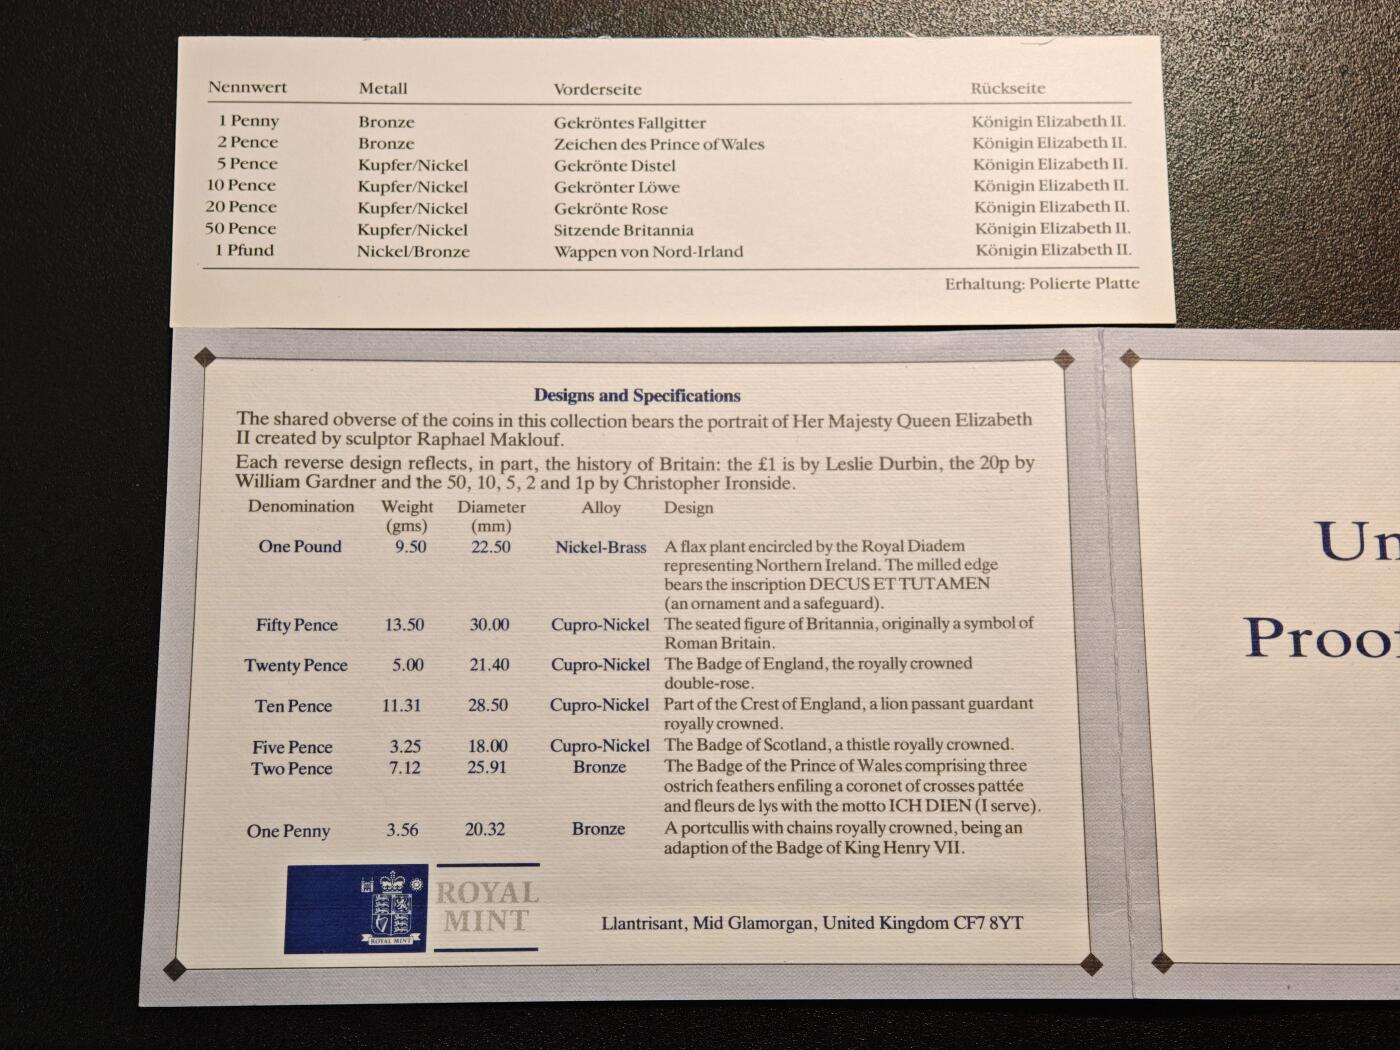 Nennwert Metall Vorderseite Rückseite
1 Penny Bronze Gekröntes Fallgitter Königin Elizabeth II.
2 Pence Bronze Zeichen des Prince of Wales Königin Elizabeth II.
5 Pence Kupfer/Nickel Gekrönte Distel Königin Elizabeth II.
10 Pence Kupfer/Nickel Gekrönter Löwe Königin Elizabeth II.
20 Pence Kupfer/Nickel Gekrönte Rose Königin Elizabeth II.
50 Pence Kupfer/Nickel Sitzende Britannia Königin Elizabeth II.
1 Pfund Nickel/Bronze Wappen von Nord-Irland Königin Elizabeth II.
Erhaltung: Polierte Platte
Designs and Specifications
The shared obverse of the coins in this collection bears the portrait of Her Majesty Queen Elizabeth
II created by sculptor Raphael Maklouf.
Each reverse design reflects, in part, the history of Britain: the £1 is by Leslie Durbin, the 20p by
William Gardner and the 50, 10, 5, 2 and 1p by Christopher Ironside.
Denomination Weight Diameter Alloy Design
(gms) (mm)
One Pound 9.50 22.50 Nickel-Brass A flax plant encircled by the Royal Diadem
representing Northern Ireland. The milled edge
bears the inscription DECUS ET TUTAMEN
(an ornament and a safeguard).
Fifty Pence 13.50 30.00 Cupro-Nickel The seated figure of Britannia, originally a symbol of
Roman Britain.
Twenty Pence 5.00 21.40 Cupro-Nickel The Badge of England, the royally crowned
double-rose.
Ten Pence 11.31 28.50 Cupro-Nickel Part of the Crest of England, a lion passant guardant
royally crowned.
Five Pence 3.25 18.00 Cupro-Nickel The Badge of Scotland, a thistle royally crowned.
Two Pence 7.12 25.91 Bronze The Badge of the Prince of Wales comprising three
ostrich feathers enfiling a coronet of crosses pattée
and fleurs de lys with the motto ICH DIEN (I serve).
One Penny 3.56 20.32 Bronze A portcullis with chains royally crowned, being an
adaption of the Badge of King Henry VII.
ROYAL MINT
ROYAL
MINT
Llantrisant, Mid Glamorgan, United Kingdom CF7 8YT
Un
Proof